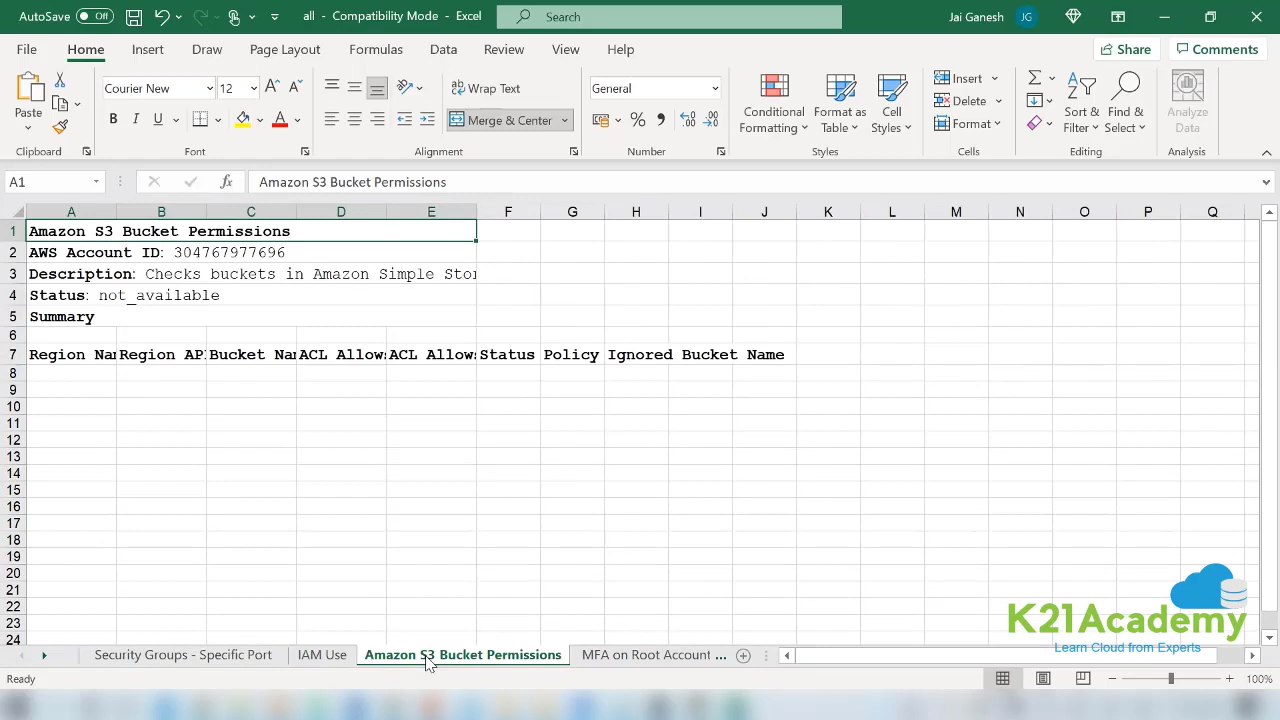 AutoSave Off all - Compatibility Mode - Excel Search Jai Ganesh JG
File Home Insert Draw Page Layout Formulas Data Review View Help Share Comments
Paste
Clipboard
Courier New 12
B I U A
Font
Wrap Text
Merge & Center
Alignment
General
% ,
Number
Conditional Formatting
Format as Table
Cell Styles
Styles
Insert
Delete
Format
Cells
Sort & Filter
Find & Select
Editing
Analyze Data
Analysis
A1 fx Amazon S3 Bucket Permissions
A B C D E F G H I J K L M N O P Q
1 Amazon S3 Bucket Permissions
2 AWS Account ID: 304767977696
3 Description: Checks buckets in Amazon Simple Sto
4 Status: not_available
5 Summary
6
7 Region Nam Region AP Bucket Nam ACL Allows ACL Allows Status Policy Ignored Bucket Name
8
9
10
11
12
13
14
15
16
17
18
19
20
21
22
23
24
K21Academy
Learn Cloud from Experts
Security Groups - Specific Port IAM Use Amazon S3 Bucket Permissions MFA on Root Account ...
Ready 100%